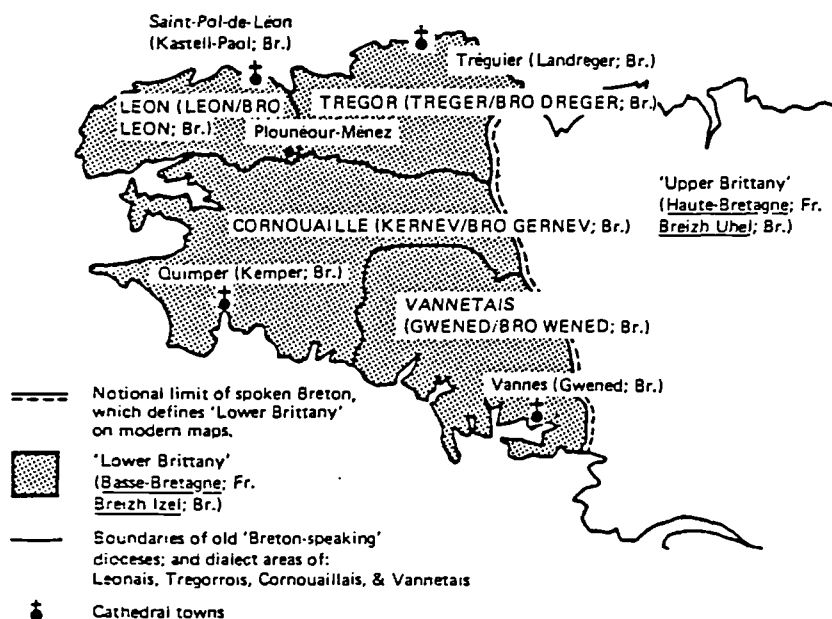 Saint-Pol-de-Léon
(Kastell-Paol; Br.)
Tréguier (Landreger; Br.)
LEON (LEON/BRO
LEON; Br.)
TREGOR (TREGER/BRO DREGER; Br.)
Plounéour-Ménez
'Upper Brittany'
(Haute-Bretagne; Fr.
Breizh Uhel; Br.)
CORNOUAILLE (KERNEV/BRO GERNEV; Br.)
Quimper (Kemper; Br.)
VANNETAIS
(GWENED/BRO WENED; Br.)
Vannes (Gwened; Br.)
Notional limit of spoken Breton,
which defines 'Lower Brittany'
on modern maps.
'Lower Brittany'
(Basse-Bretagne; Fr.
Breizh Izel; Br.)
Boundaries of old 'Breton-speaking'
dioceses; and dialect areas of:
Leonais, Tregorrois, Cornouaillais, & Vannetais
Cathedral towns